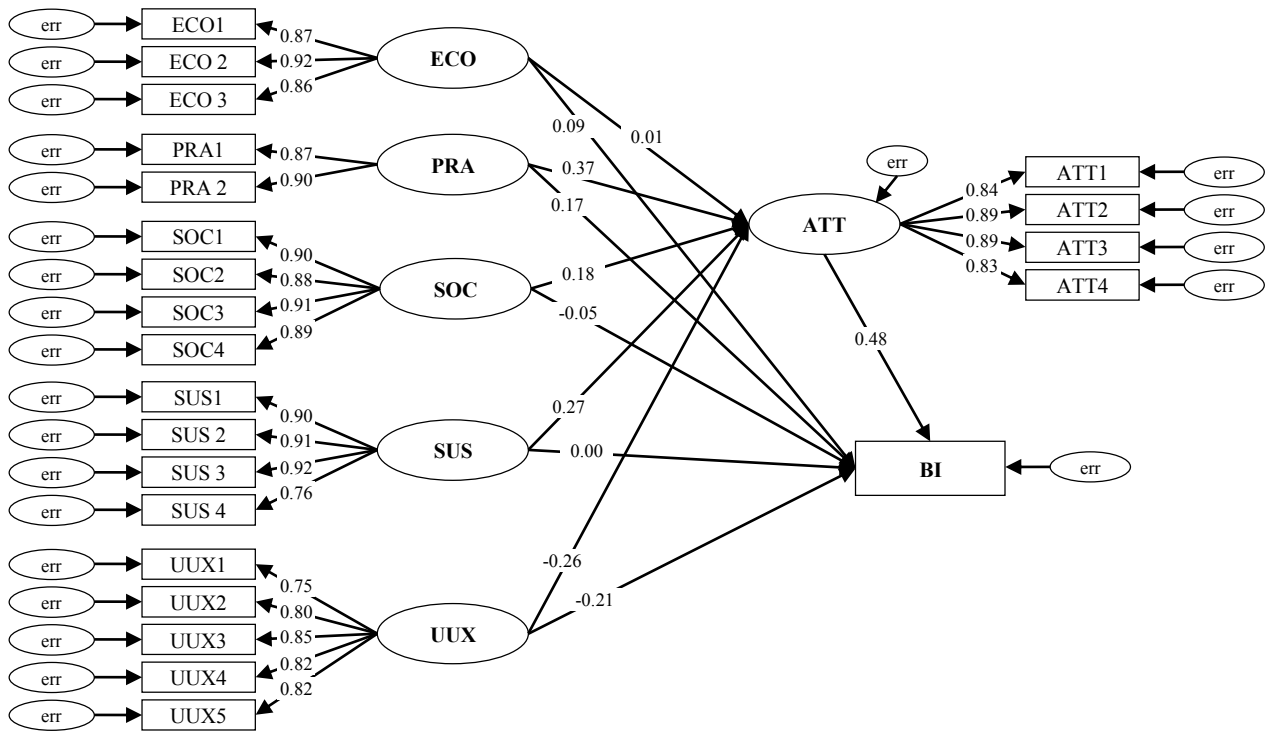 err
ECO1
0.87
err
ECO 2
0.92
err
ECO 3
0.86
ECO
0.01
0.09
err
PRA1
0.87
err
PRA 2
0.90
PRA
0.37
0.17
err
SOC1
0.90
err
SOC2
0.88
err
SOC3
0.91
err
SOC4
0.89
SOC
0.18
-0.05
err
SUS1
0.90
err
SUS 2
0.91
err
SUS 3
0.92
err
SUS 4
0.76
SUS
0.27
0.00
err
UUX1
0.75
err
UUX2
0.80
err
UUX3
0.85
err
UUX4
0.82
err
UUX5
0.82
UUX
-0.26
-0.21
err
ATT
0.84
ATT1
err
0.89
ATT2
err
0.89
ATT3
err
0.83
ATT4
err
0.48
BI
err